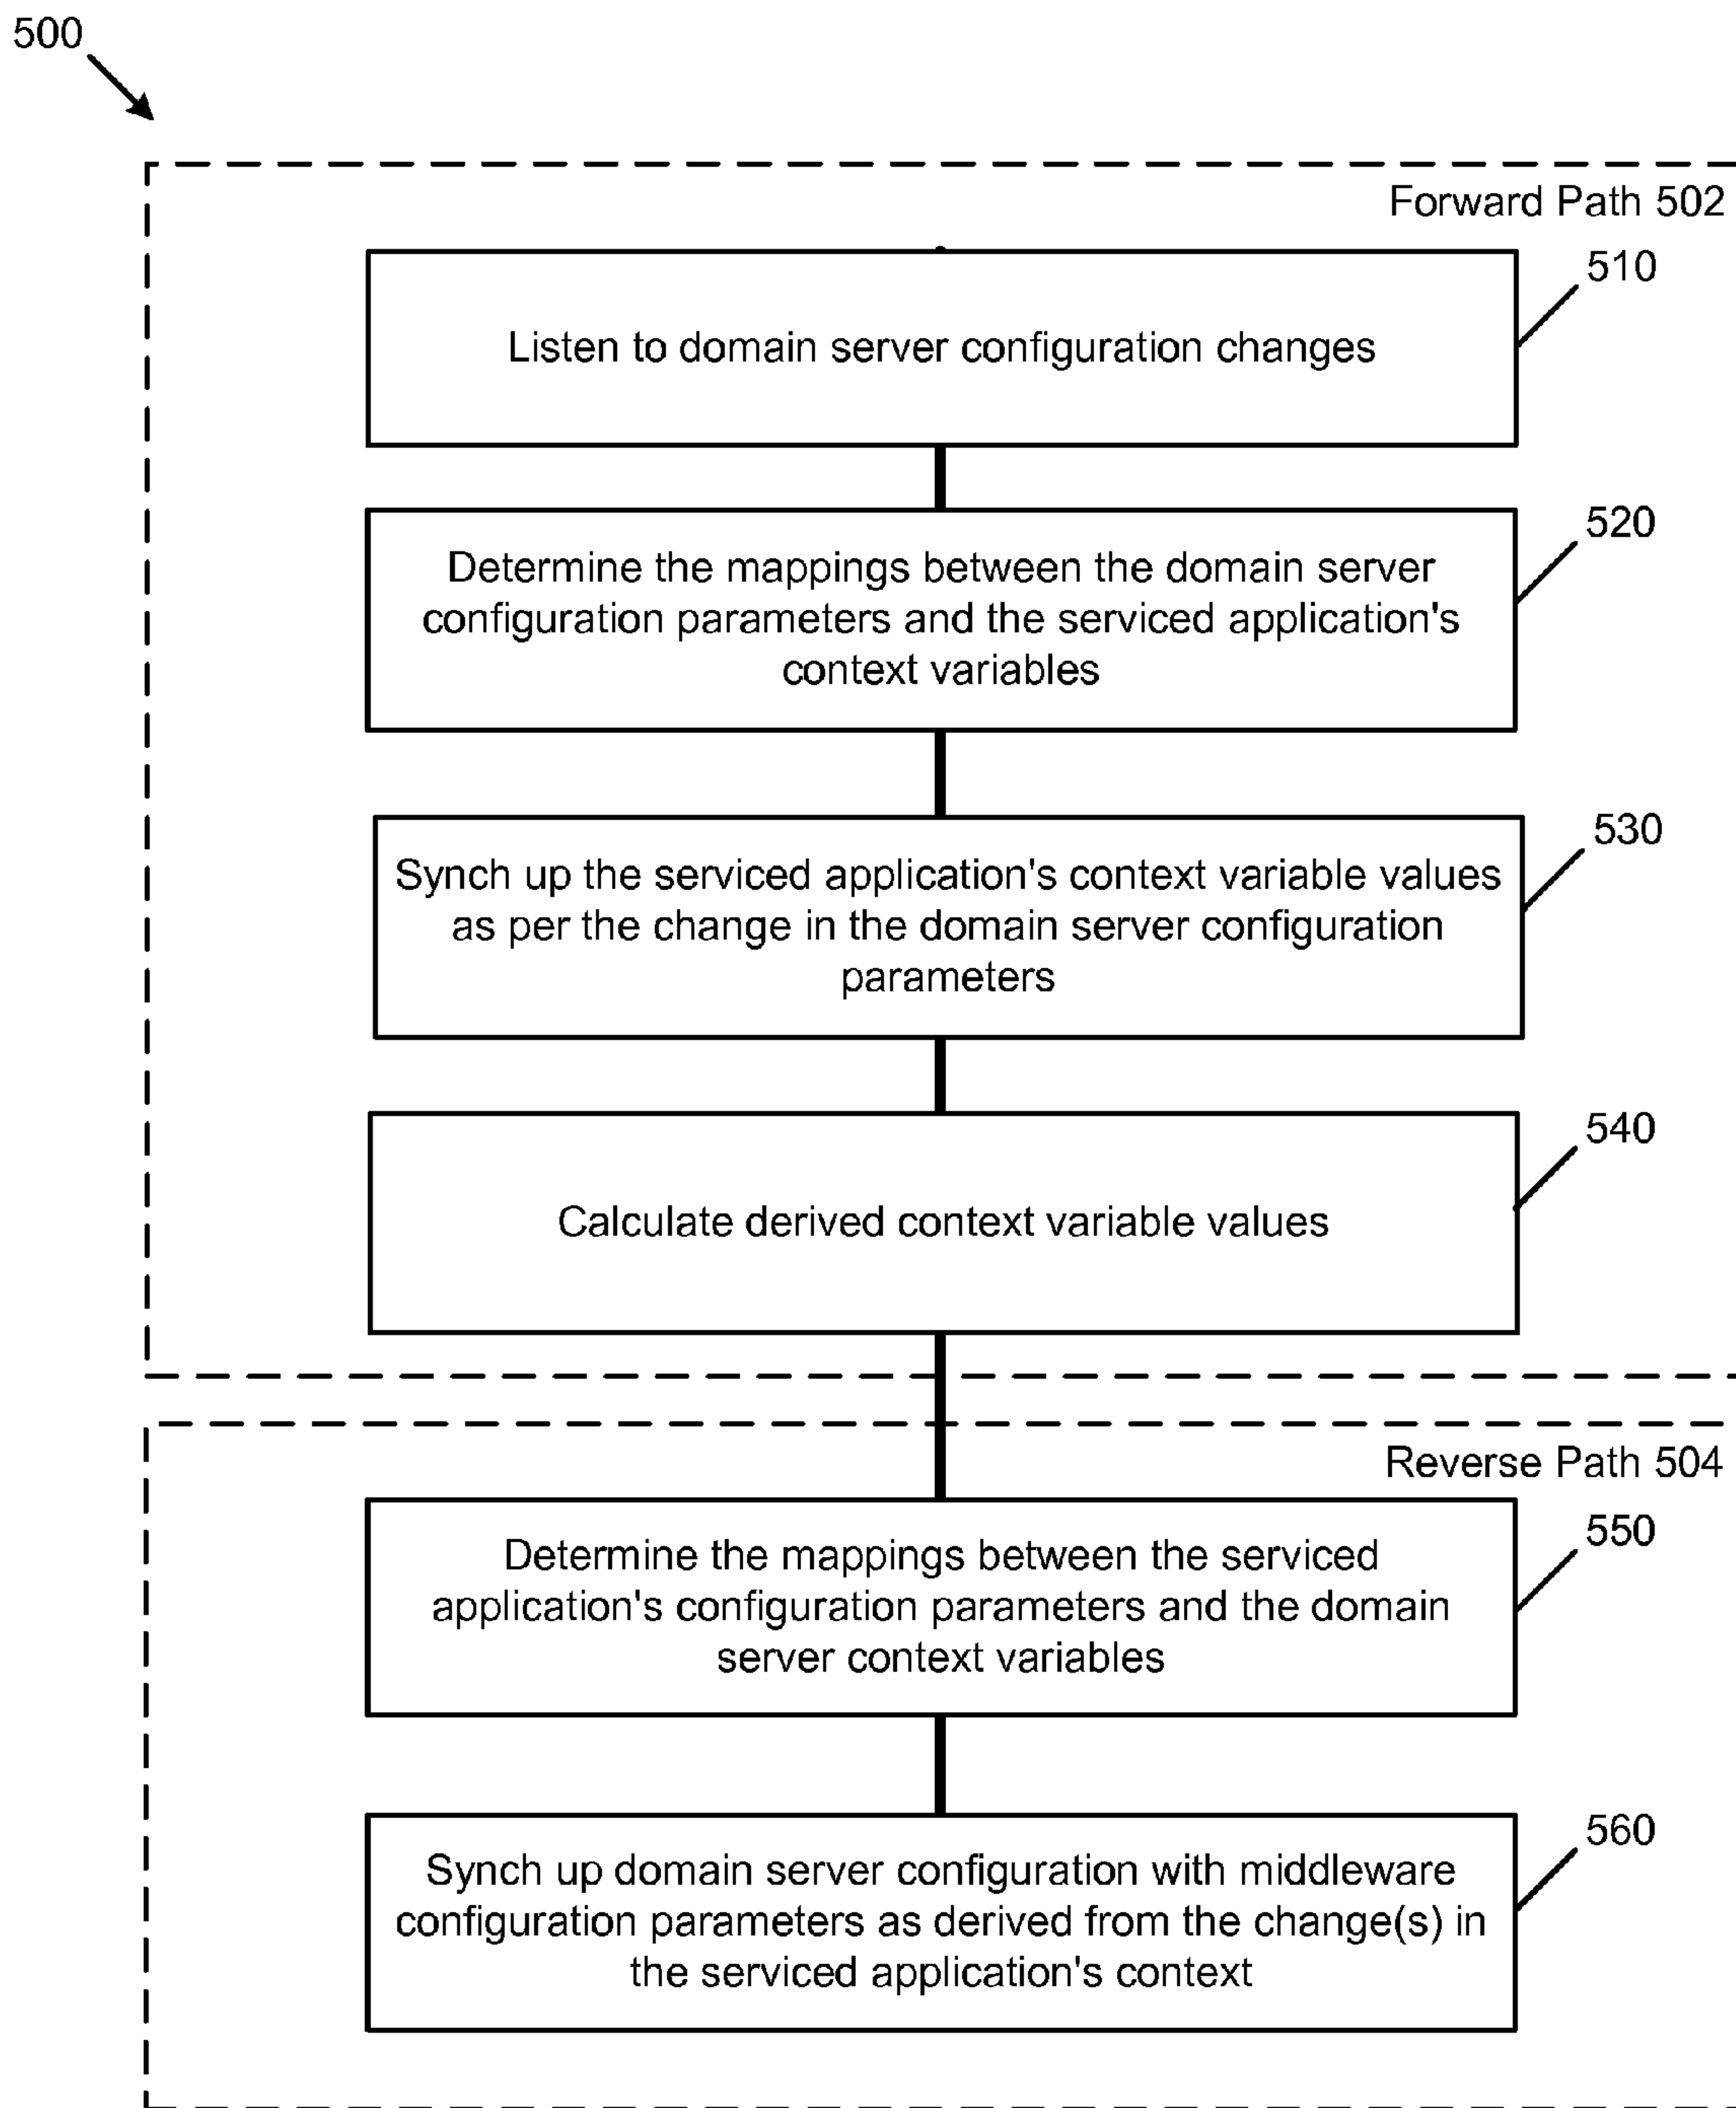 500
Forward Path 502
510
Listen to domain server configuration changes
520
Determine the mappings between the domain server
configuration parameters and the serviced application's
context variables
530
Synch up the serviced application's context variable values
as per the change in the domain server configuration
parameters
540
Calculate derived context variable values
Reverse Path 504
550
Determine the mappings between the serviced
application's configuration parameters and the domain
server context variables
560
Synch up domain server configuration with middleware
configuration parameters as derived from the change(s) in
the serviced application's context